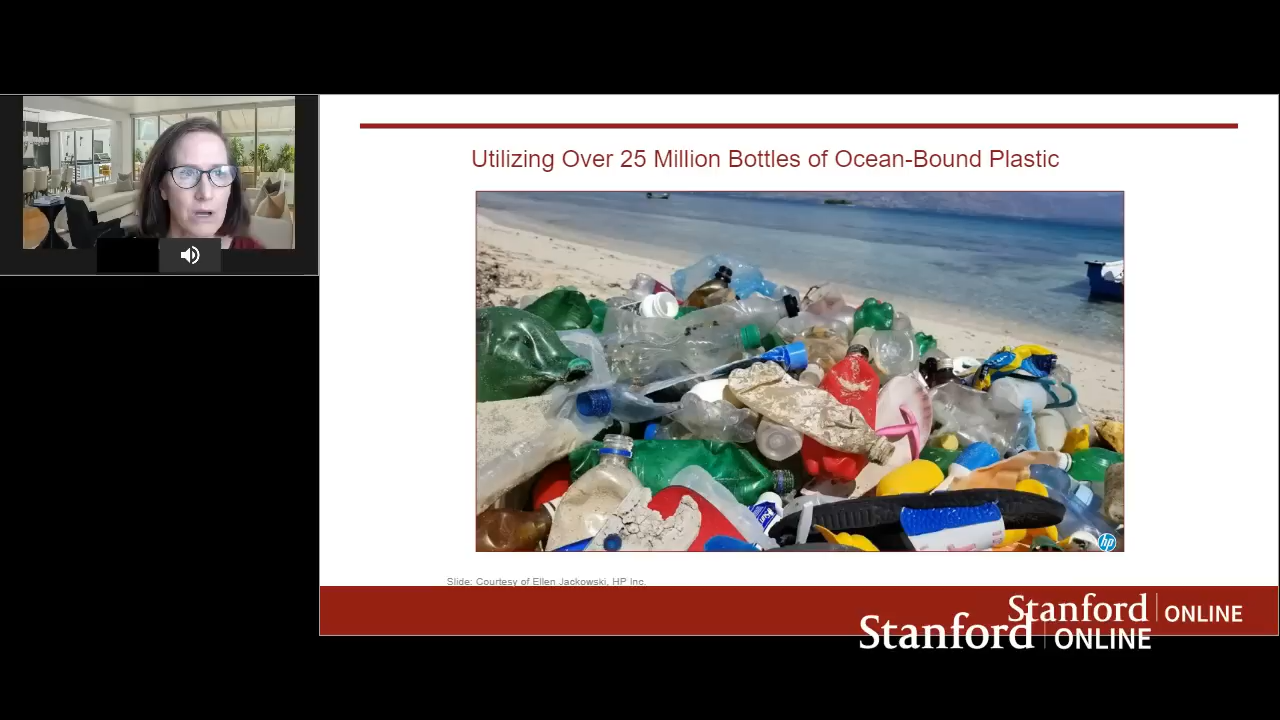 Utilizing Over 25 Million Bottles of Ocean-Bound Plastic
hp
Slide: Courtesy of Ellen Jackowski, HP Inc.
Stanford ONLINE
Stanford ONLINE